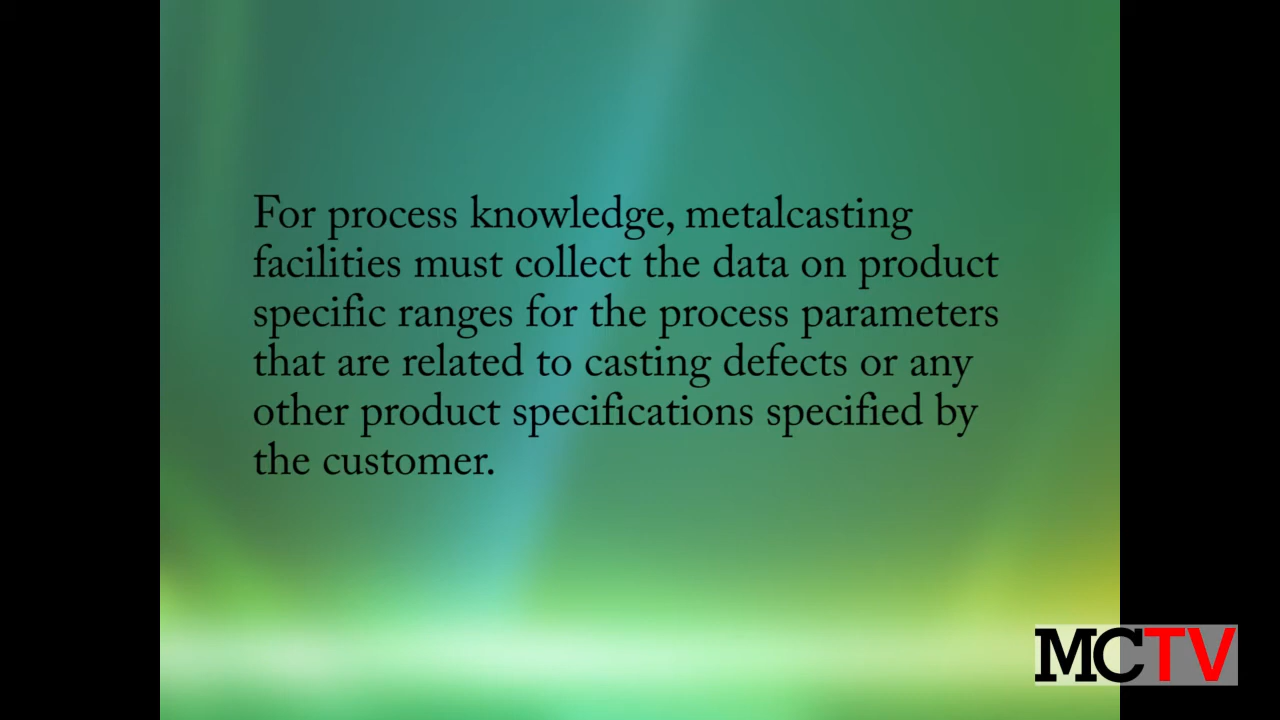 For process knowledge, metalcasting
facilities must collect the data on product
specific ranges for the process parameters
that are related to casting defects or any
other product specifications specified by
the customer.
MCTV